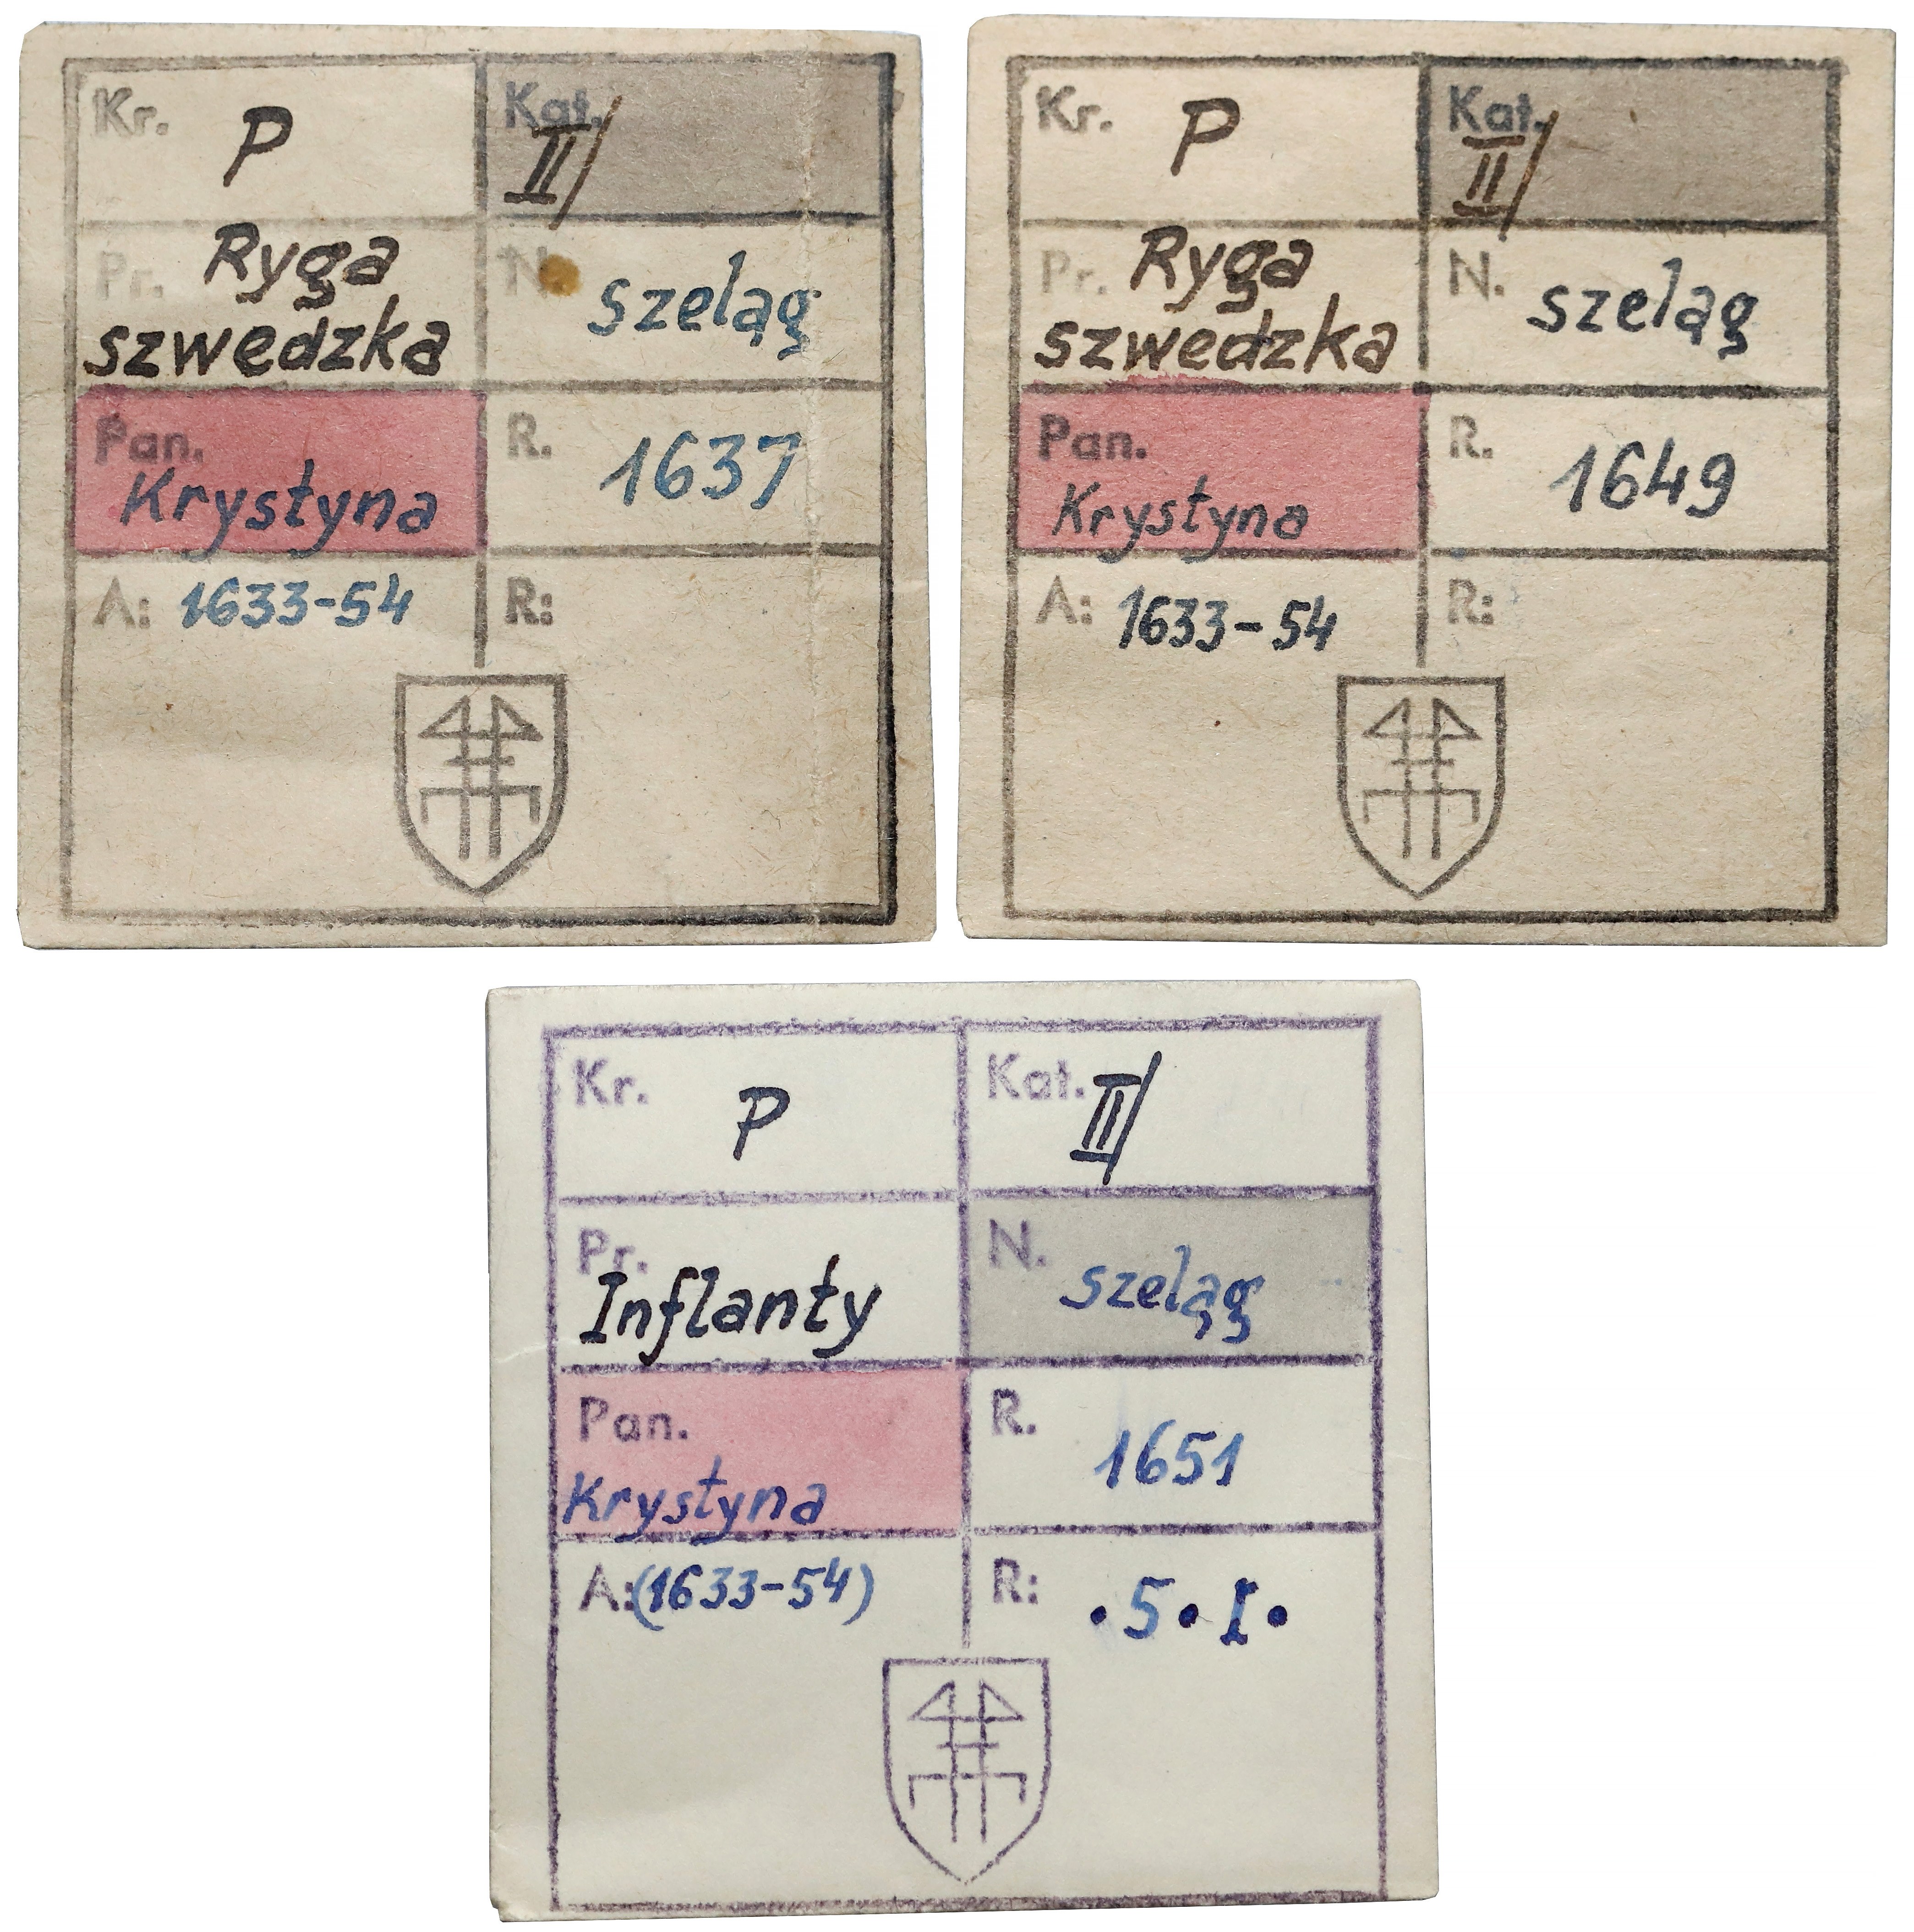 Kr. P Kat. II/
Pr. Ryga N. szeląg
szwedzka
Pan. R. 1637
Krystyna
A: 1633-54 R:
Kr. P Kat. II/
Pr. Ryga N. szeląg
szwedzka
Pan. R. 1649
Krystyna
A: 1633-54 R:
Kr. P Kat. II/
Pr. N. szeląg
Inflanty
Pan. R. 1651
Krystyna
A: (1633-54) R: •5•I•